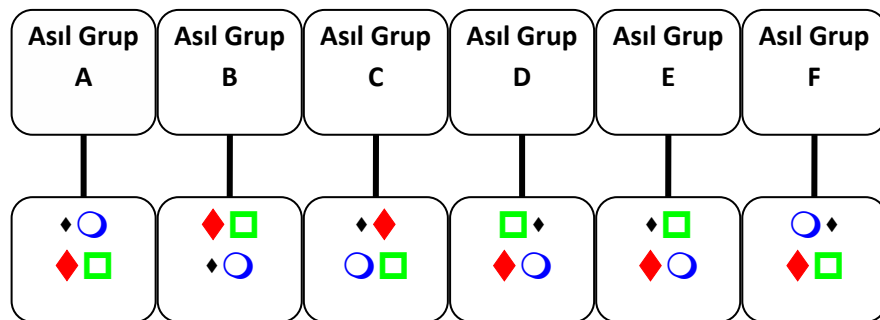 Asıl Grup
A
Asıl Grup
B
Asıl Grup
C
Asıl Grup
D
Asıl Grup
E
Asıl Grup
F